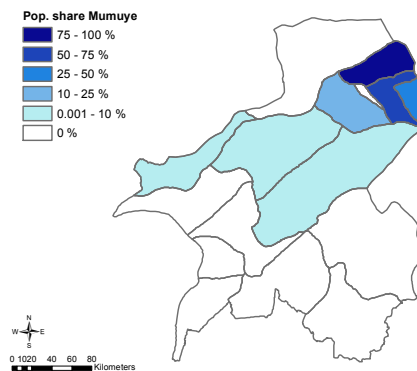 Pop. share Mumuye
75 - 100 %
50 - 75 %
25 - 50 %
10 - 25 %
0.001 - 10 %
0 %
N
W E
S
0 1020 40 60 80
Kilometers